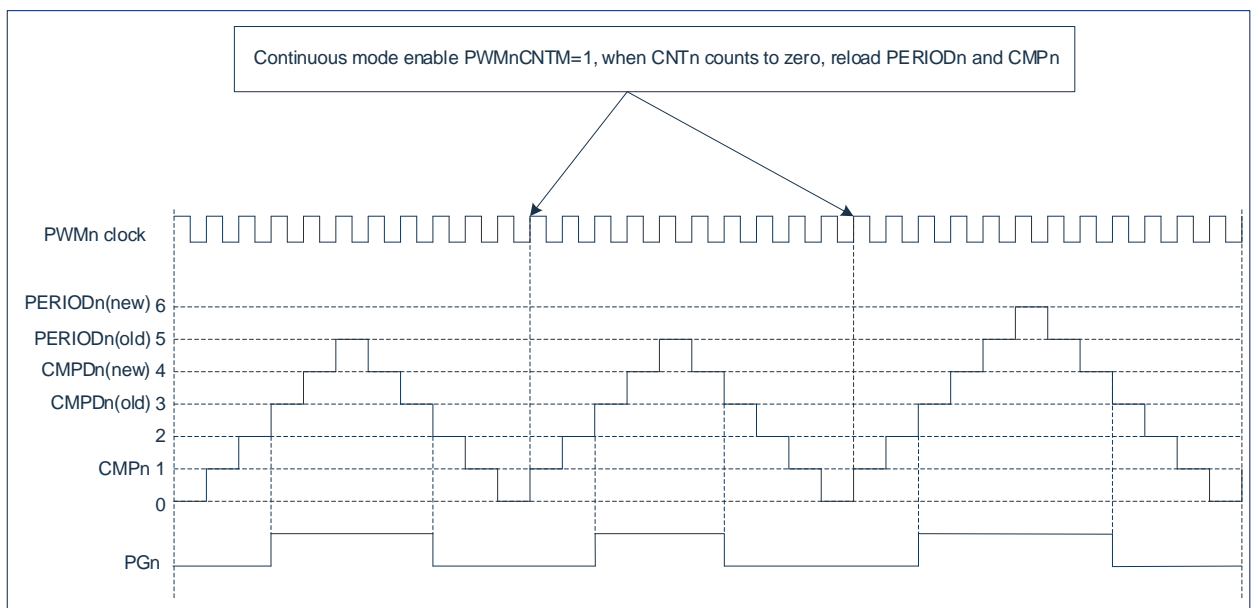 Continuous mode enable PWMnCNTM=1, when CNTn counts to zero, reload PERIODn and CMPn
PWMn clock
PERIODn(new) 6
PERIODn(old) 5
CMPDn(new) 4
CMPDn(old) 3
2
CMPn 1
0
PGn